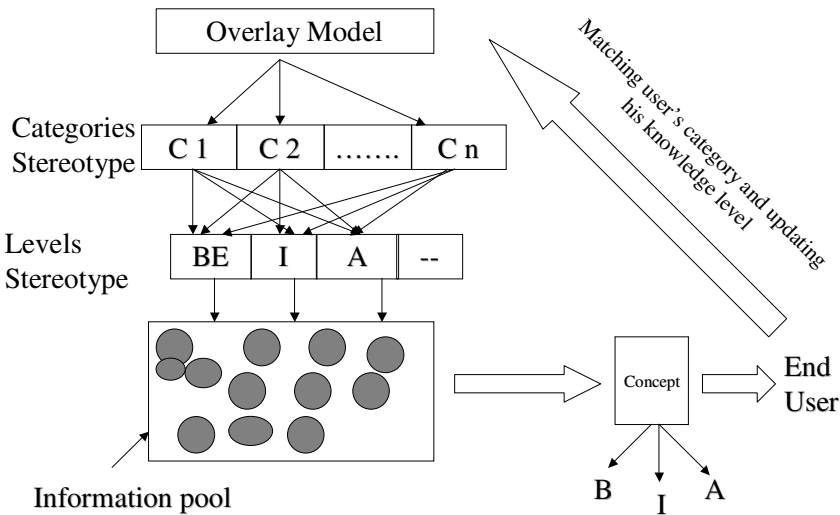 Overlay Model
Matching user's category and updating
his knowledge level
Categories
Stereotype
C 1
C 2
…….
C n
Levels
Stereotype
BE
I
A
--
Concept
End
User
B
I
A
Information pool